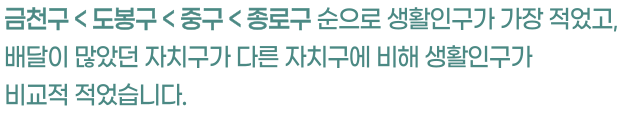 금천구 < 도봉구 < 중구 < 종로구 순으로 생활인구가 가장 적었고,
배달이 많았던 자치구가 다른 자치구에 비해 생활인구가
비교적 적었습니다.